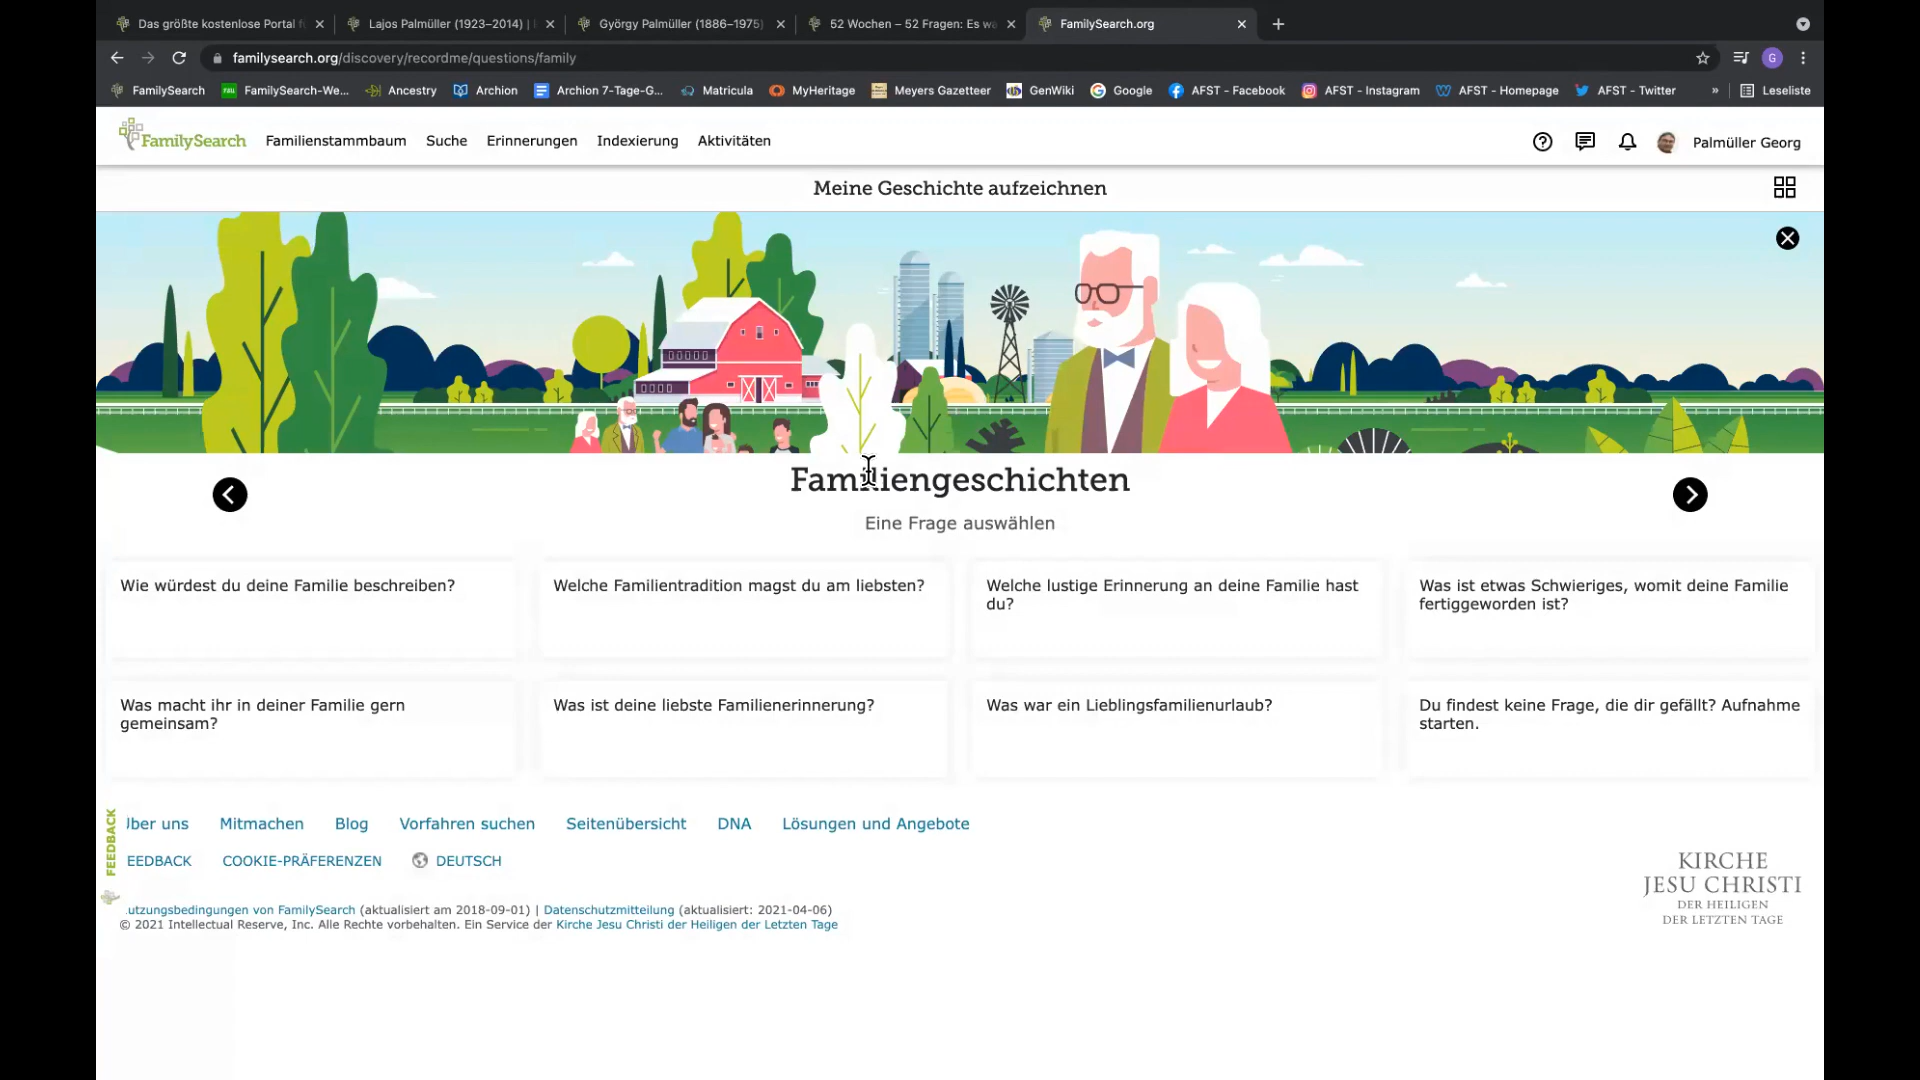 Das größte kostenlose Portal f
Lajos Palmüller (1923–2014) |
György Palmüller (1886–1975)
52 Wochen – 52 Fragen: Es wa
FamilySearch.org
familysearch.org/discovery/recordme/questions/family
FamilySearch
FamilySearch-We...
Ancestry
Archion
Archion 7-Tage-G...
Matricula
MyHeritage
Meyers Gazetteer
GenWiki
Google
AFST - Facebook
AFST - Instagram
AFST - Homepage
AFST - Twitter
»
Leseliste
FamilySearch
Familienstammbaum
Suche
Erinnerungen
Indexierung
Aktivitäten
Palmüller Georg
Meine Geschichte aufzeichnen
Familiengeschichten
Eine Frage auswählen
Wie würdest du deine Familie beschreiben?
Welche Familientradition magst du am liebsten?
Welche lustige Erinnerung an deine Familie hast
du?
Was ist etwas Schwieriges, womit deine Familie
fertiggeworden ist?
Was macht ihr in deiner Familie gern
gemeinsam?
Was ist deine liebste Familienerinnerung?
Was war ein Lieblingsfamilienurlaub?
Du findest keine Frage, die dir gefällt? Aufnahme
starten.
FEEDBACK
Über uns
Mitmachen
Blog
Vorfahren suchen
Seitenübersicht
DNA
Lösungen und Angebote
EEDBACK
COOKIE-PRÄFERENZEN
DEUTSCH
utzungsbedingungen von FamilySearch (aktualisiert am 2018-09-01) | Datenschutzmitteilung (aktualisiert: 2021-04-06)
© 2021 Intellectual Reserve, Inc. Alle Rechte vorbehalten. Ein Service der Kirche Jesu Christi der Heiligen der Letzten Tage
KIRCHE
JESU CHRISTI
DER HEILIGEN
DER LETZTEN TAGE